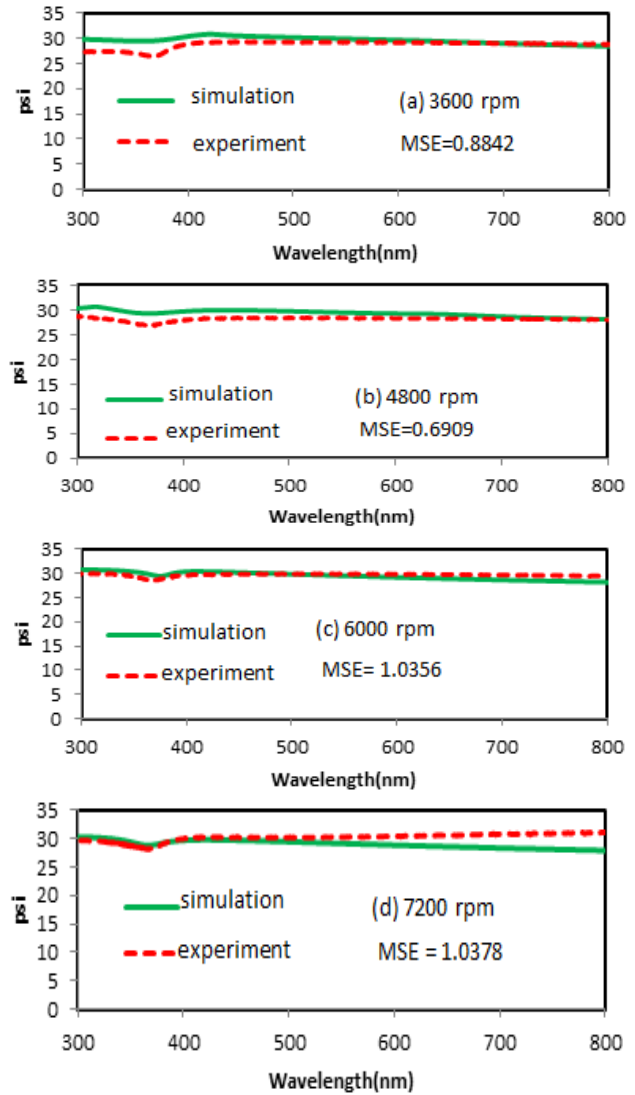 35
30
25
20
15
10
5
0
psi
simulation
(a) 3600 rpm
experiment
MSE=0.8842
300 400 500 600 700 800
Wavelength(nm)
35
30
25
20
15
10
5
0
psi
simulation
(b) 4800 rpm
experiment
MSE=0.6909
300 400 500 600 700 800
Wavelength(nm)
35
30
25
20
15
10
5
0
psi
simulation
(c) 6000 rpm
experiment
MSE= 1.0356
300 400 500 600 700 800
Wavelength(nm)
35
30
25
20
15
10
5
0
psi
simulation
(d) 7200 rpm
experiment
MSE = 1.0378
300 400 500 600 700 800
Wavelength(nm)